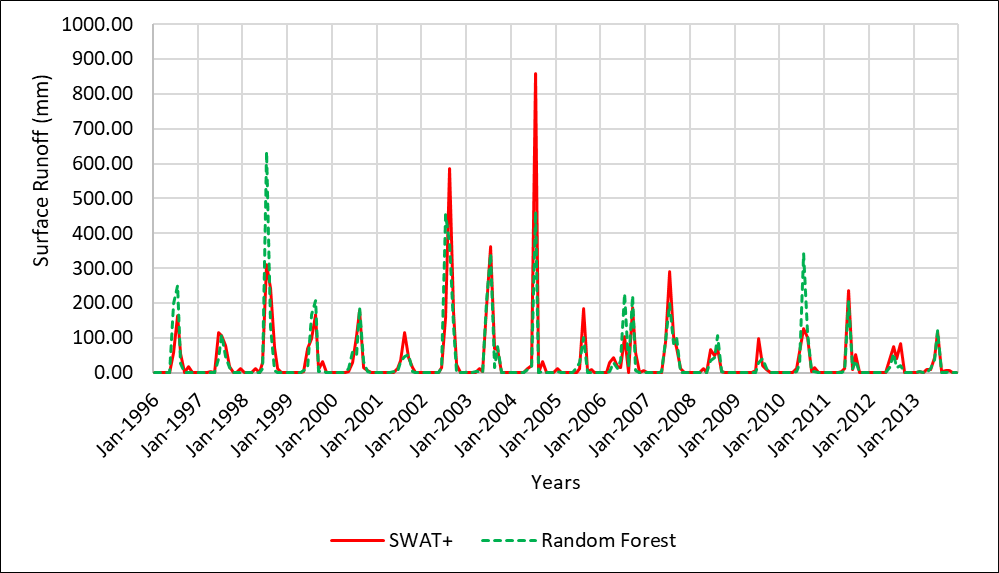 1000.00
900.00
800.00
700.00
600.00
500.00
400.00
300.00
200.00
100.00
0.00
Surface Runoff (mm)
Jan-1996
Jan-1997
Jan-1998
Jan-1999
Jan-2000
Jan-2001
Jan-2002
Jan-2003
Jan-2004
Jan-2005
Jan-2006
Jan-2007
Jan-2008
Jan-2009
Jan-2010
Jan-2011
Jan-2012
Jan-2013
Years
SWAT+
Random Forest